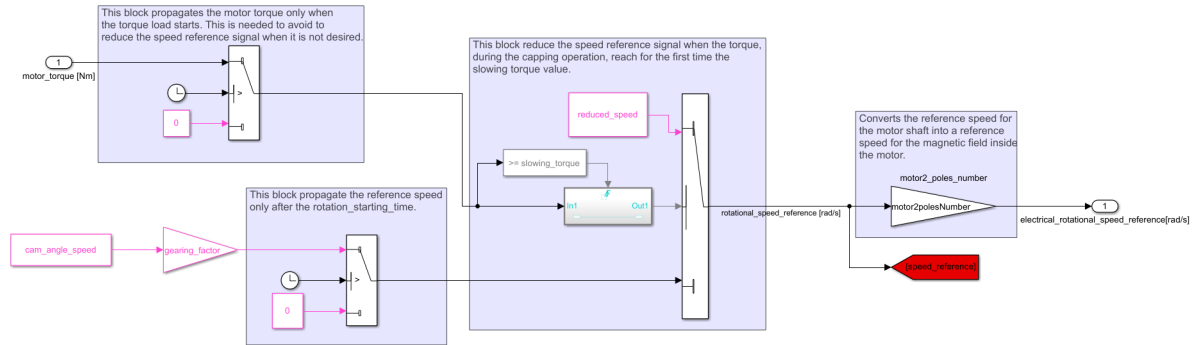 This block propagates the motor torque only when
the torque load starts. This is needed to avoid to
reduce the speed reference signal when it is not desired.
1
motor_torque [Nm]
>
0
This block reduce the speed reference signal when the torque,
during the capping operation, reach for the first time the
slowing torque value.
reduced_speed
>= slowing_torque
In1
Out1
rotational_speed_reference [rad/s]
Converts the reference speed for
the motor shaft into a reference
speed for the magnetic field inside
the motor.
motor2_poles_number
motor2polesNumber
1
electrical_rotational_speed_reference[rad/s]
{speed_reference}
This block propagate the reference speed
only after the rotation_starting_time.
cam_angle_speed
gearing_factor
>
0